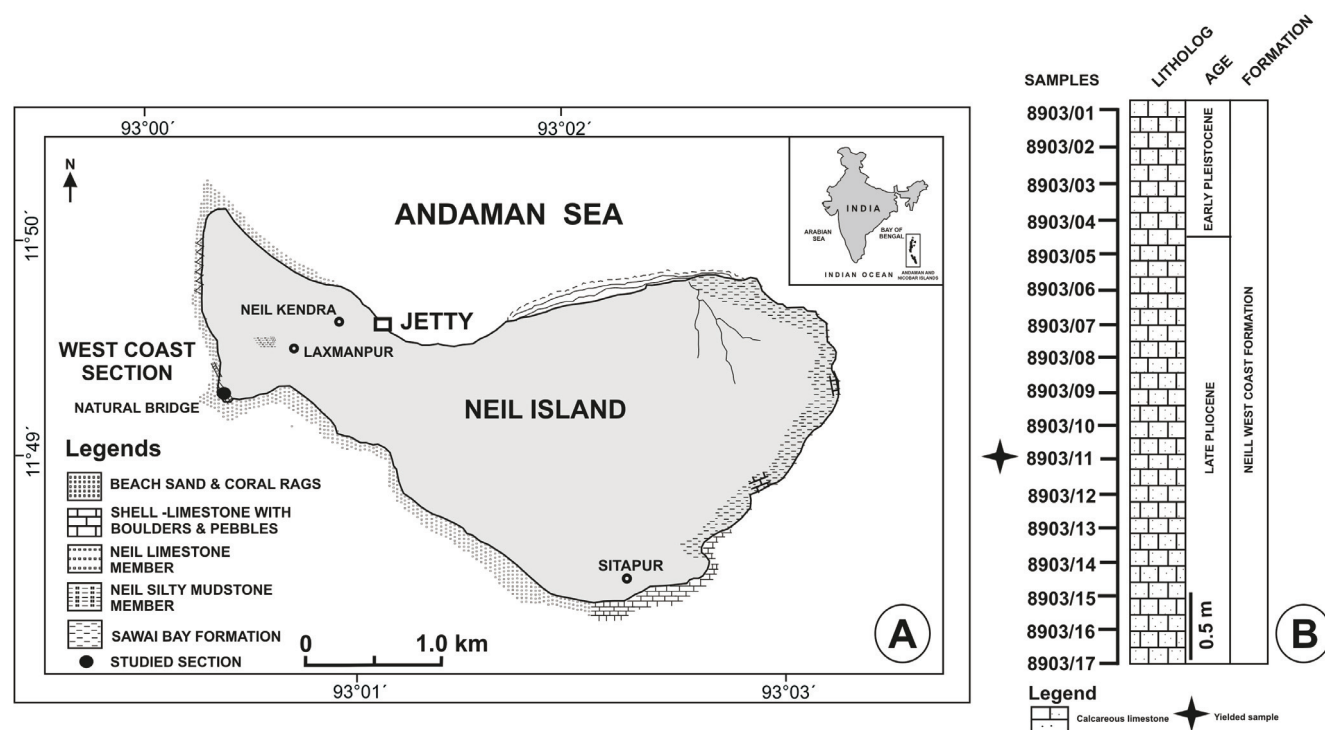 93°00´
93°02´
11°50´
11°49´
N
ANDAMAN SEA
INDIA
ARABIAN
SEA
BAY OF
BENGAL
INDIAN OCEAN
ANDAMAN AND
NICOBAR ISLANDS
NEIL KENDRA
JETTY
LAXMANPUR
WEST COAST
SECTION
NATURAL BRIDGE
NEIL ISLAND
SITAPUR
Legends
BEACH SAND & CORAL RAGS
SHELL -LIMESTONE WITH
BOULDERS & PEBBLES
NEIL LIMESTONE
MEMBER
NEIL SILTY MUDSTONE
MEMBER
SAWAI BAY FORMATION
STUDIED SECTION
0 1.0 km
A
93°01´
93°03´
SAMPLES
LITHOLOG
AGE
FORMATION
8903/01
8903/02
8903/03
8903/04
8903/05
8903/06
8903/07
8903/08
8903/09
8903/10
8903/11
8903/12
8903/13
8903/14
8903/15
8903/16
8903/17
EARLY PLEISTOCENE
LATE PLIOCENE
NEILL WEST COAST FORMATION
0.5 m
B
Legend
Calcareous limestone
Yielded sample